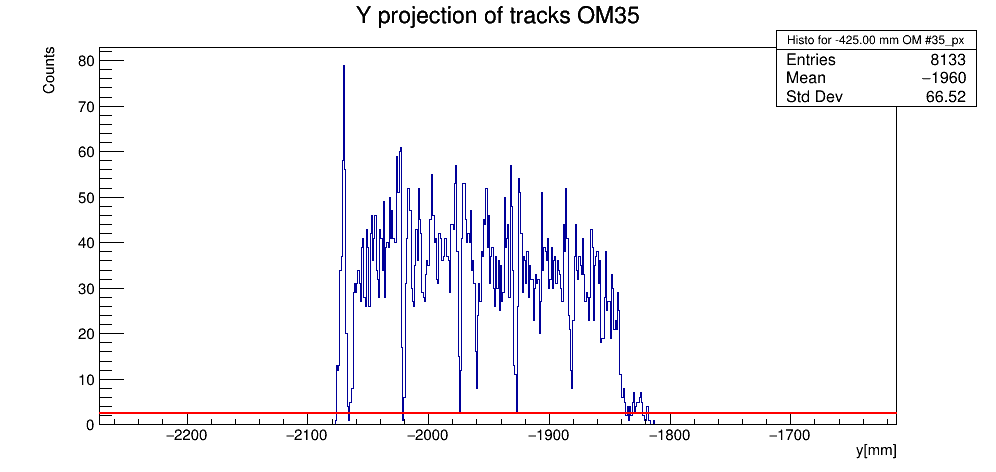 Y projection of tracks OM35
Histo for -425.00 mm OM #35_px
Entries 8133
Mean −1960
Std Dev 66.52
Counts
80
70
60
50
40
30
20
10
0
−2200 −2100 −2000 −1900 −1800 −1700
y[mm]